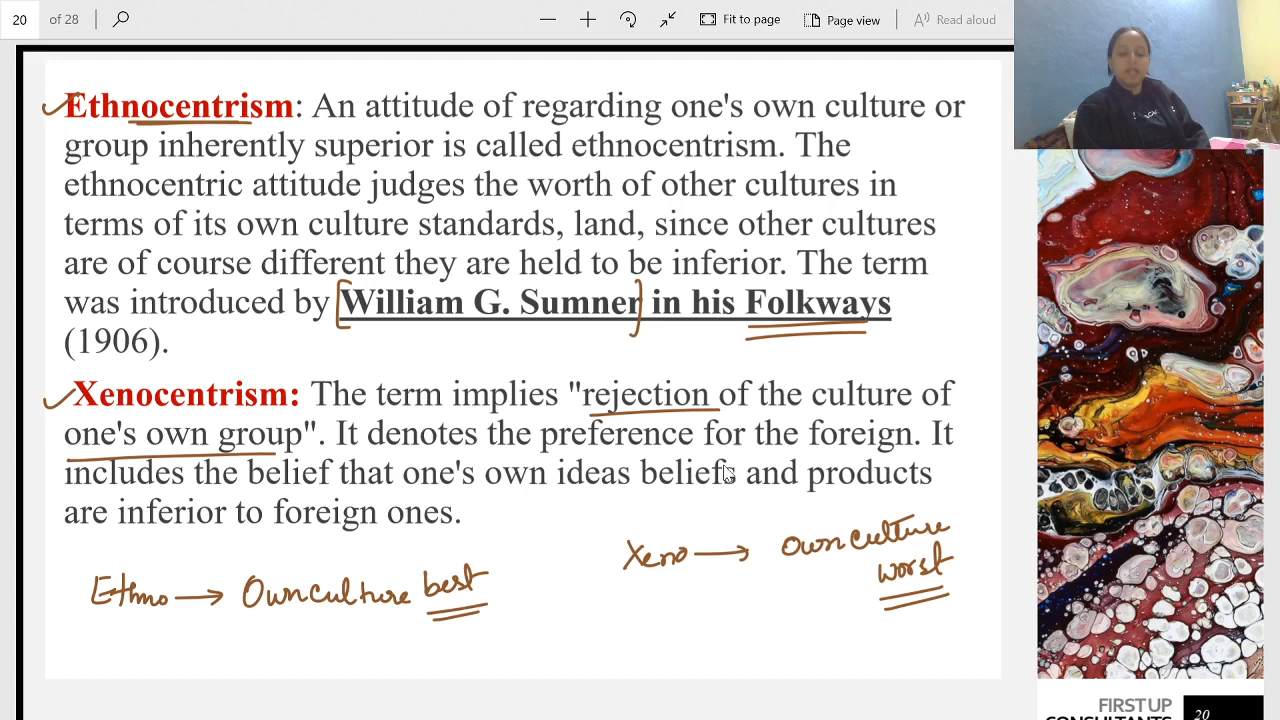 20 of 28 Fit to page Page view Read aloud
Ethnocentrism: An attitude of regarding one's own culture or
group inherently superior is called ethnocentrism. The
ethnocentric attitude judges the worth of other cultures in
terms of its own culture standards, land, since other cultures
are of course different they are held to be inferior. The term
was introduced by William G. Sumner in his Folkways
(1906).
Xenocentrism: The term implies "rejection of the culture of
one's own group". It denotes the preference for the foreign. It
includes the belief that one's own ideas beliefs and products
are inferior to foreign ones.
Xeno → own culture
worst
Ethno → Own culture best
FIRST UP
CONSULTANTS
20